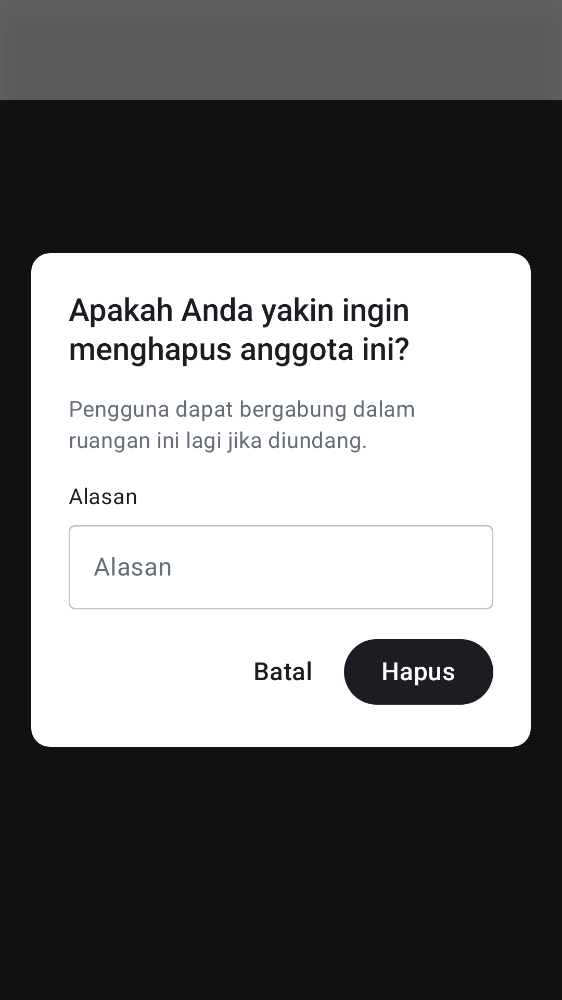 Apakah Anda yakin ingin
menghapus anggota ini?
Pengguna dapat bergabung dalam
ruangan ini lagi jika diundang.
Alasan
Alasan
Batal
Hapus